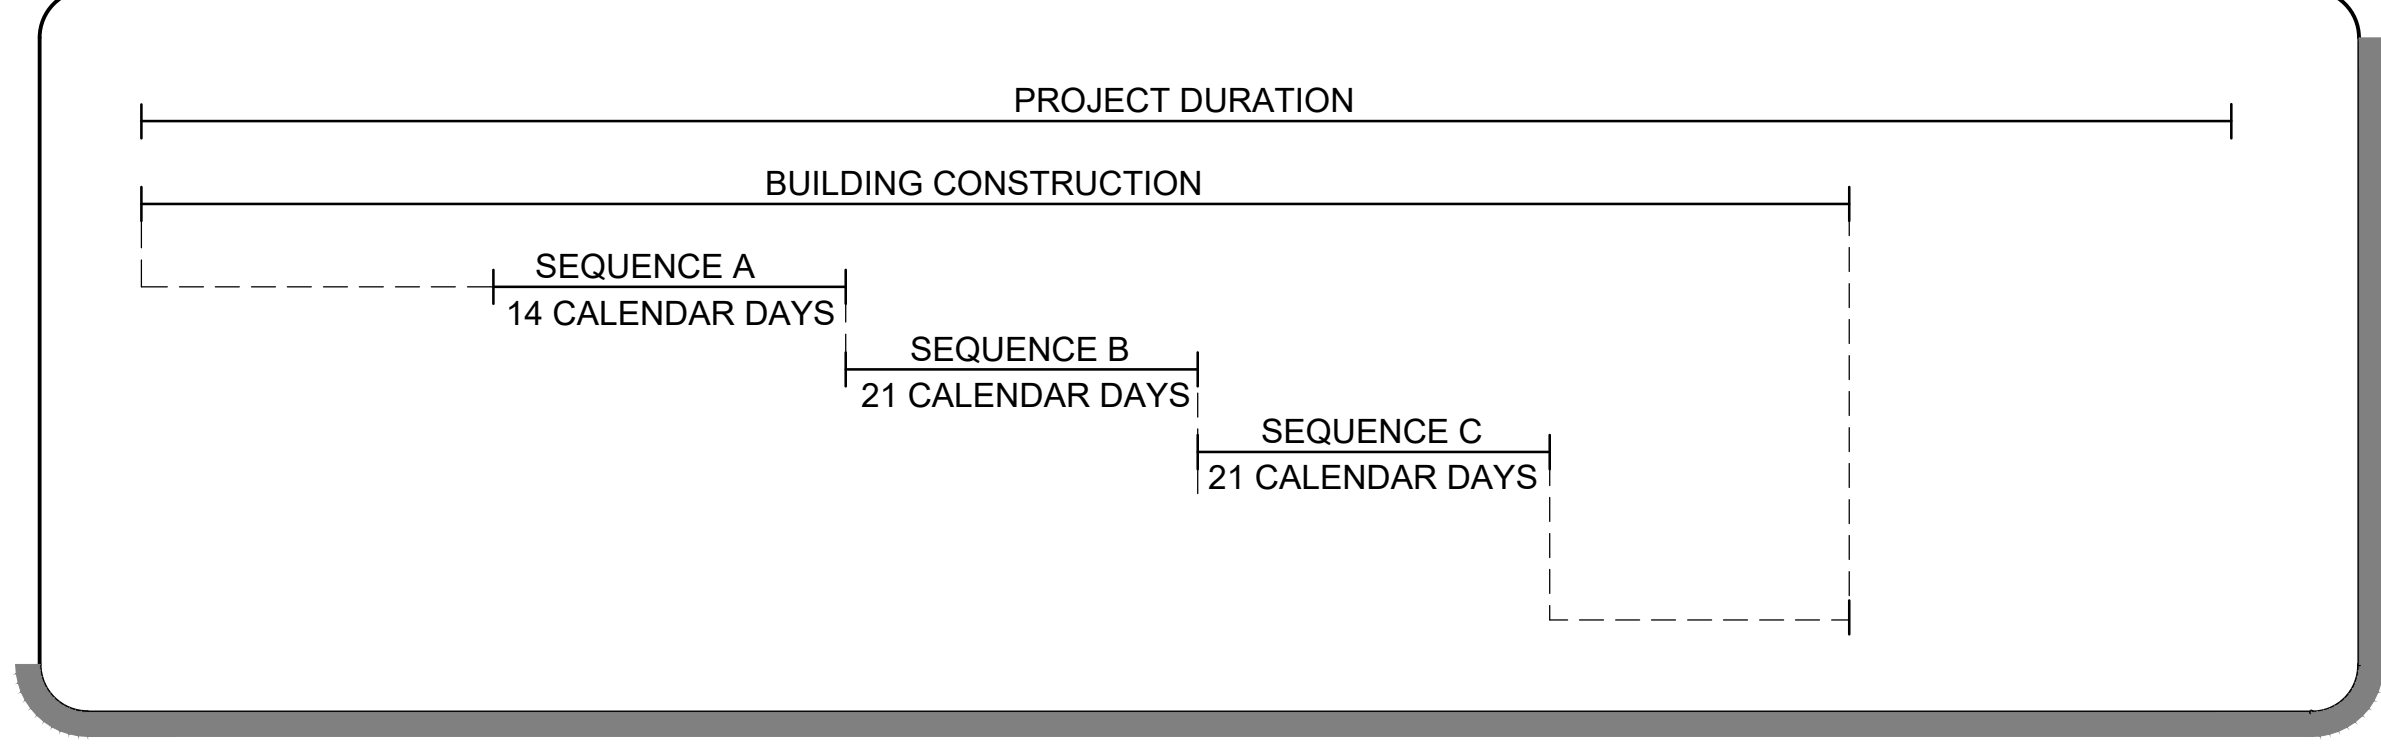 PROJECT DURATION
BUILDING CONSTRUCTION
SEQUENCE A
14 CALENDAR DAYS
SEQUENCE B
21 CALENDAR DAYS
SEQUENCE C
21 CALENDAR DAYS